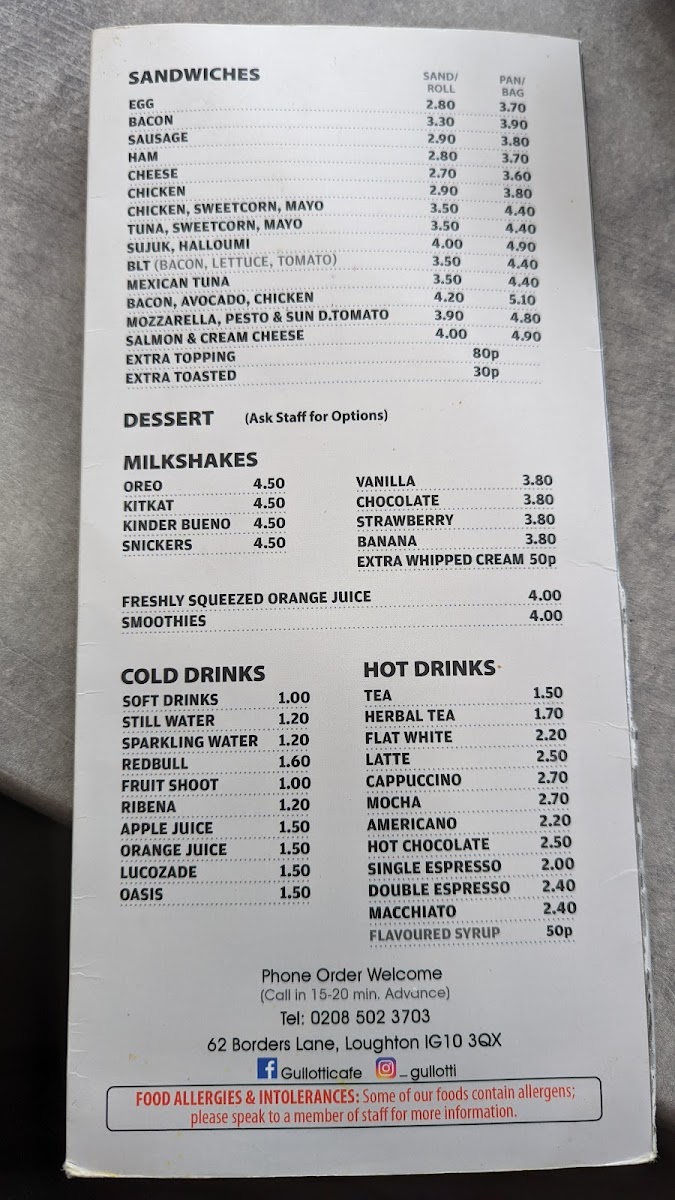 SANDWICHES SAND/ROLL PAN/BAG
EGG 2.80 3.70
BACON 3.30 3.90
SAUSAGE 2.90 3.80
HAM 2.80 3.70
CHEESE 2.70 3.60
CHICKEN 2.90 3.80
CHICKEN, SWEETCORN, MAYO 3.50 4.40
TUNA, SWEETCORN, MAYO 3.50 4.40
SUJUK, HALLOUMI 4.00 4.90
BLT (BACON, LETTUCE, TOMATO) 3.50 4.40
MEXICAN TUNA 3.50 4.40
BACON, AVOCADO, CHICKEN 4.20 5.10
MOZZARELLA, PESTO & SUN D.TOMATO 3.90 4.80
SALMON & CREAM CHEESE 4.00 4.90
EXTRA TOPPING 80p
EXTRA TOASTED 30p
DESSERT (Ask Staff for Options)
MILKSHAKES
OREO 4.50
KITKAT 4.50
KINDER BUENO 4.50
SNICKERS 4.50
VANILLA 3.80
CHOCOLATE 3.80
STRAWBERRY 3.80
BANANA 3.80
EXTRA WHIPPED CREAM 50p
FRESHLY SQUEEZED ORANGE JUICE 4.00
SMOOTHIES 4.00
COLD DRINKS
SOFT DRINKS 1.00
STILL WATER 1.20
SPARKLING WATER 1.20
REDBULL 1.60
FRUIT SHOOT 1.00
RIBENA 1.20
APPLE JUICE 1.50
ORANGE JUICE 1.50
LUCOZADE 1.50
OASIS 1.50
HOT DRINKS
TEA 1.50
HERBAL TEA 1.70
FLAT WHITE 2.20
LATTE 2.50
CAPPUCCINO 2.70
MOCHA 2.70
AMERICANO 2.20
HOT CHOCOLATE 2.50
SINGLE ESPRESSO 2.00
DOUBLE ESPRESSO 2.40
MACCHIATO 2.40
FLAVOURED SYRUP 50p
Phone Order Welcome
(Call in 15-20 min. Advance)
Tel: 0208 502 3703
62 Borders Lane, Loughton IG10 3QX
Gullotticafe _gullotti
FOOD ALLERGIES & INTOLERANCES: Some of our foods contain allergens;
please speak to a member of staff for more information.